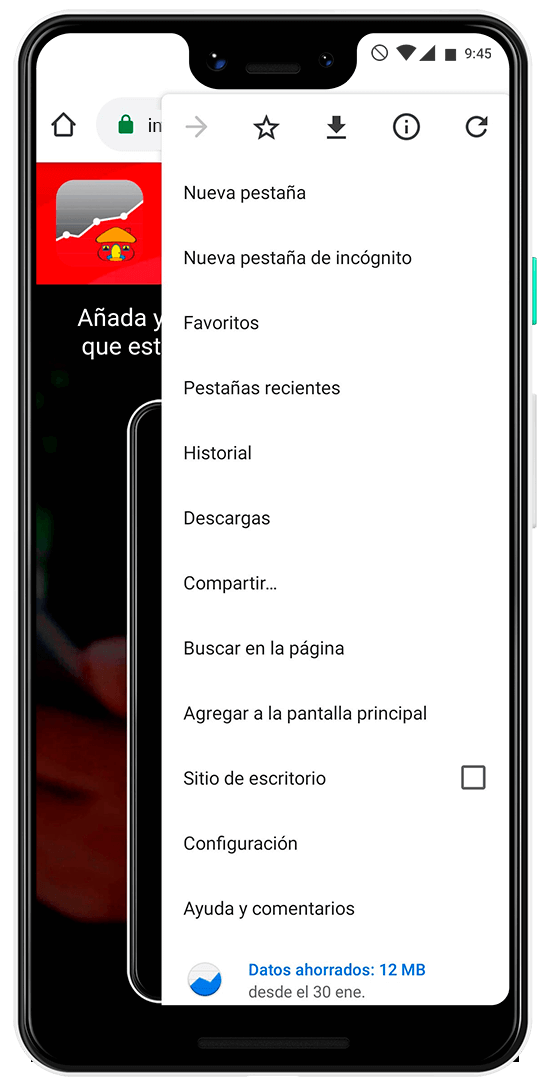 9:45
in
Nueva pestaña
Nueva pestaña de incógnito
Añada y
que est
Favoritos
Pestañas recientes
Historial
Descargas
Compartir...
Buscar en la página
Agregar a la pantalla principal
Sitio de escritorio
Configuración
Ayuda y comentarios
Datos ahorrados: 12 MB
desde el 30 ene.